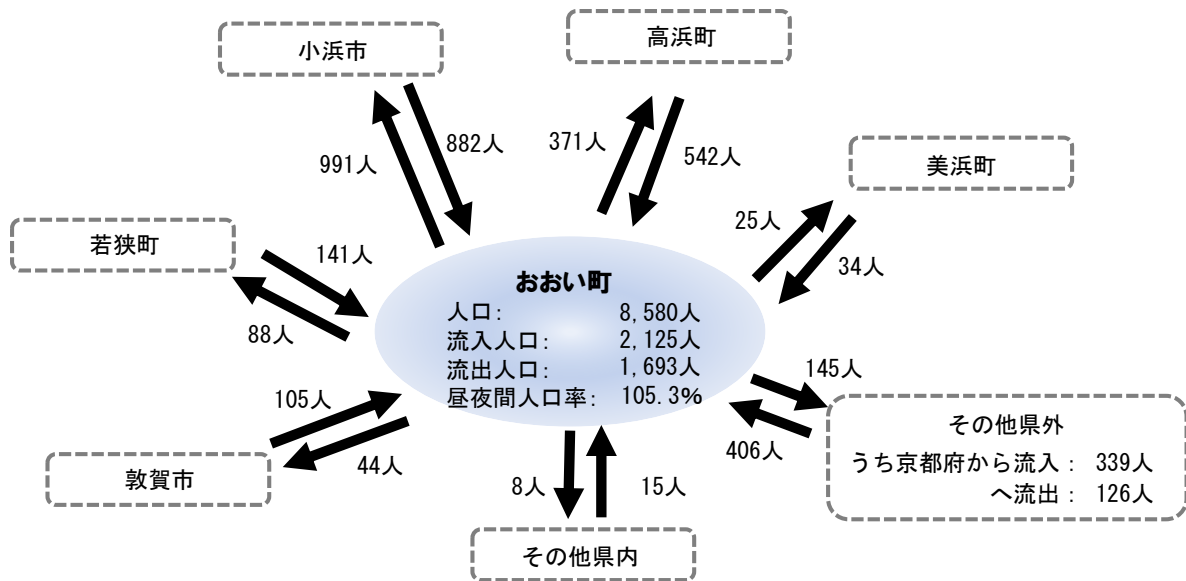 小浜市
高浜町
991人
882人
371人
542人
美浜町
25人
34人
若狭町
141人
88人
おおい町
人口： 8,580人
流入人口： 2,125人
流出人口： 1,693人
昼夜間人口率： 105.3%
145人
406人
その他県外
うち京都府から流入： 339人
へ流出： 126人
105人
44人
敦賀市
8人
15人
その他県内